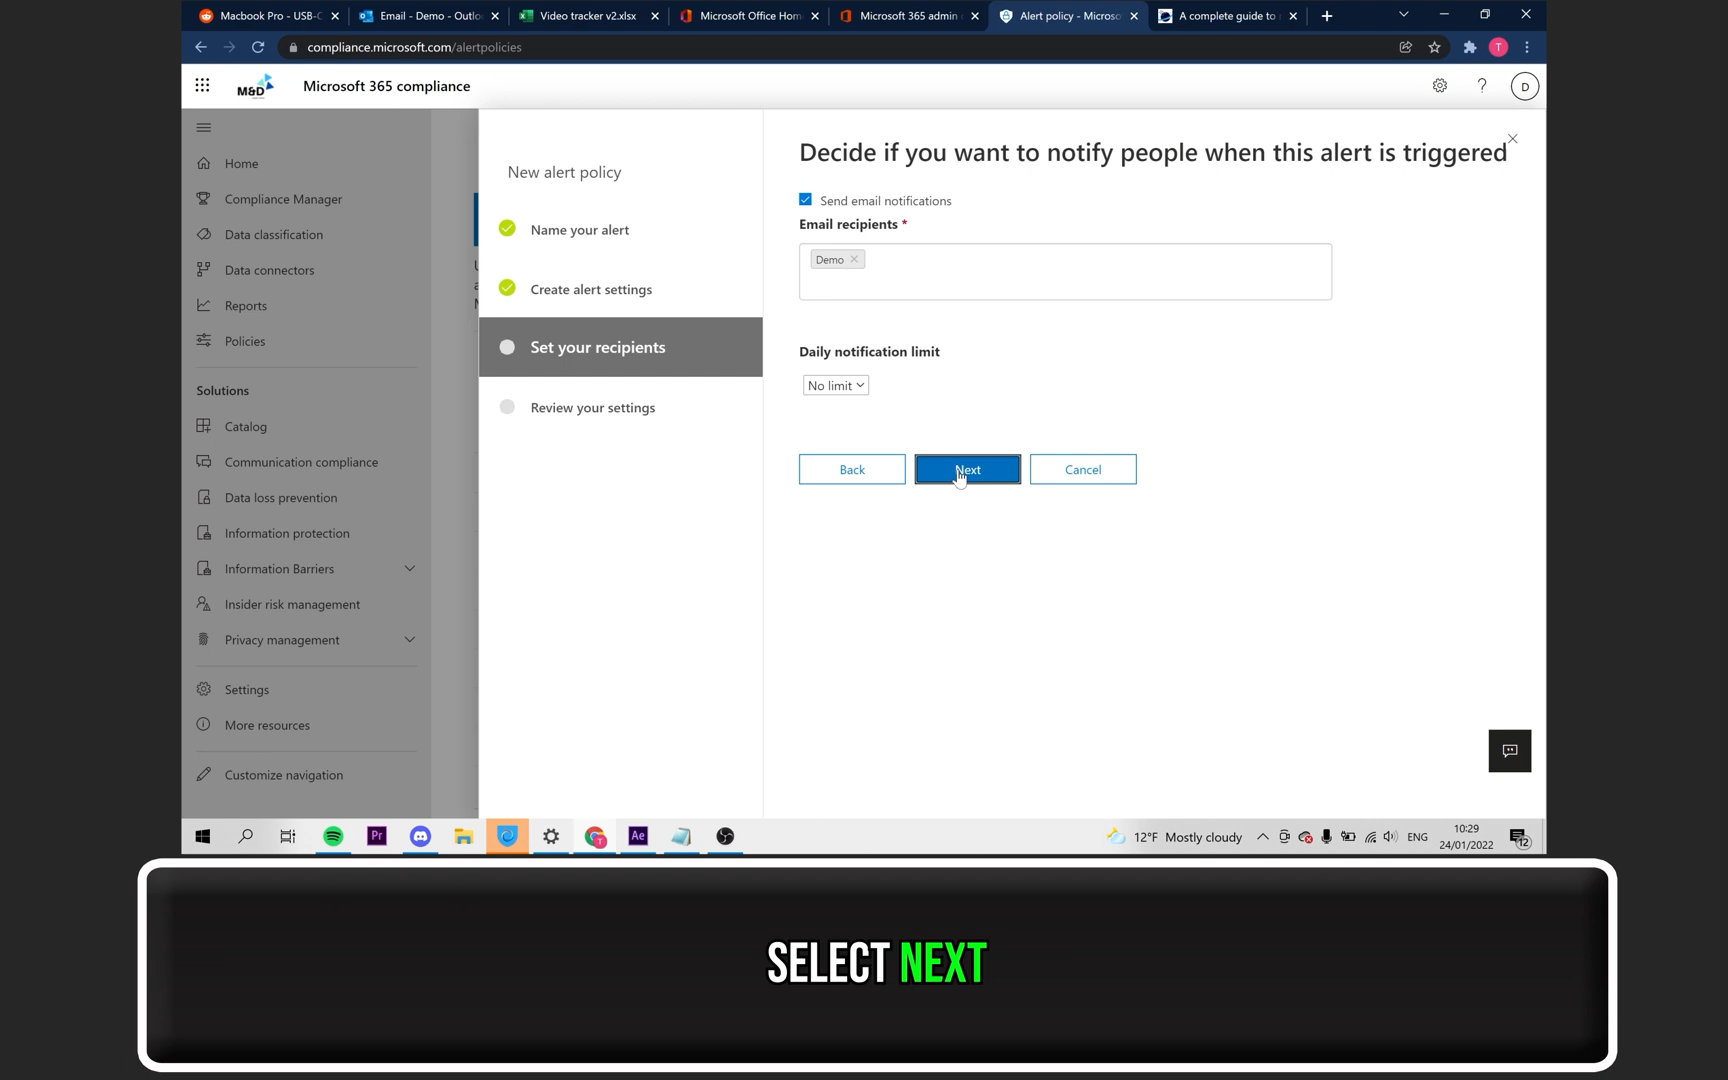 Macbook Pro - USB-C
Email - Demo - Outlo
Video tracker v2.xlsx
Microsoft Office Hom
Microsoft 365 admin
Alert policy - Microso
A complete guide to
compliance.microsoft.com/alertpolicies
T
M&D
Microsoft 365 compliance
?
D
Home
Compliance Manager
Data classification
Data connectors
Reports
Policies
Solutions
Catalog
Communication compliance
Data loss prevention
Information protection
Information Barriers
Insider risk management
Privacy management
Settings
More resources
Customize navigation
New alert policy
Name your alert
Create alert settings
Set your recipients
Review your settings
Decide if you want to notify people when this alert is triggered
Send email notifications
Email recipients *
Demo
Daily notification limit
No limit
Back
Next
Cancel
Pr
Ae
12°F Mostly cloudy
ENG
10:29
24/01/2022
12
SELECT NEXT